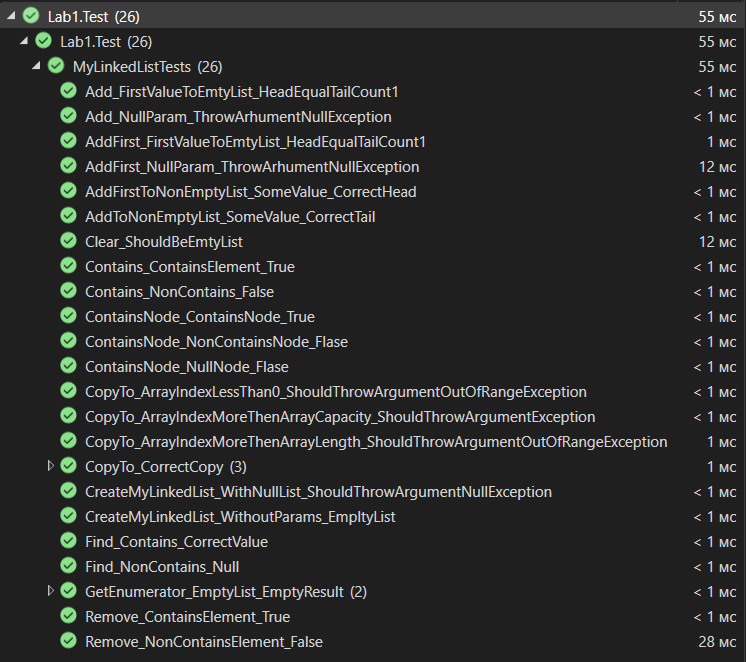 Lab1.Test (26) 55 мс
Lab1.Test (26) 55 мс
MyLinkedListTests (26) 55 мс
Add_FirstValueToEmtyList_HeadEqualTailCount1 < 1 мс
Add_NullParam_ThrowArhumentNullException < 1 мс
AddFirst_FirstValueToEmtyList_HeadEqualTailCount1 1 мс
AddFirst_NullParam_ThrowArhumentNullException 12 мс
AddFirstToNonEmptyList_SomeValue_CorrectHead < 1 мс
AddToNonEmptyList_SomeValue_CorrectTail < 1 мс
Clear_ShouldBeEmtyList 12 мс
Contains_ContainsElement_True < 1 мс
Contains_NonContains_False < 1 мс
ContainsNode_ContainsNode_True < 1 мс
ContainsNode_NonContainsNode_Flase < 1 мс
ContainsNode_NullNode_Flase < 1 мс
CopyTo_ArrayIndexLessThan0_ShouldThrowArgumentOutOfRangeException < 1 мс
CopyTo_ArrayIndexMoreThenArrayCapacity_ShouldThrowArgumentException < 1 мс
CopyTo_ArrayIndexMoreThenArrayLength_ShouldThrowArgumentOutOfRangeException 1 мс
CopyTo_CorrectCopy (3) 1 мс
CreateMyLinkedList_WithNullList_ShouldThrowArgumentNullException < 1 мс
CreateMyLinkedList_WithoutParams_EmpltyList < 1 мс
Find_Contains_CorrectValue < 1 мс
Find_NonContains_Null < 1 мс
GetEnumerator_EmptyList_EmptyResult (2) < 1 мс
Remove_ContainsElement_True < 1 мс
Remove_NonContainsElement_False 28 мс